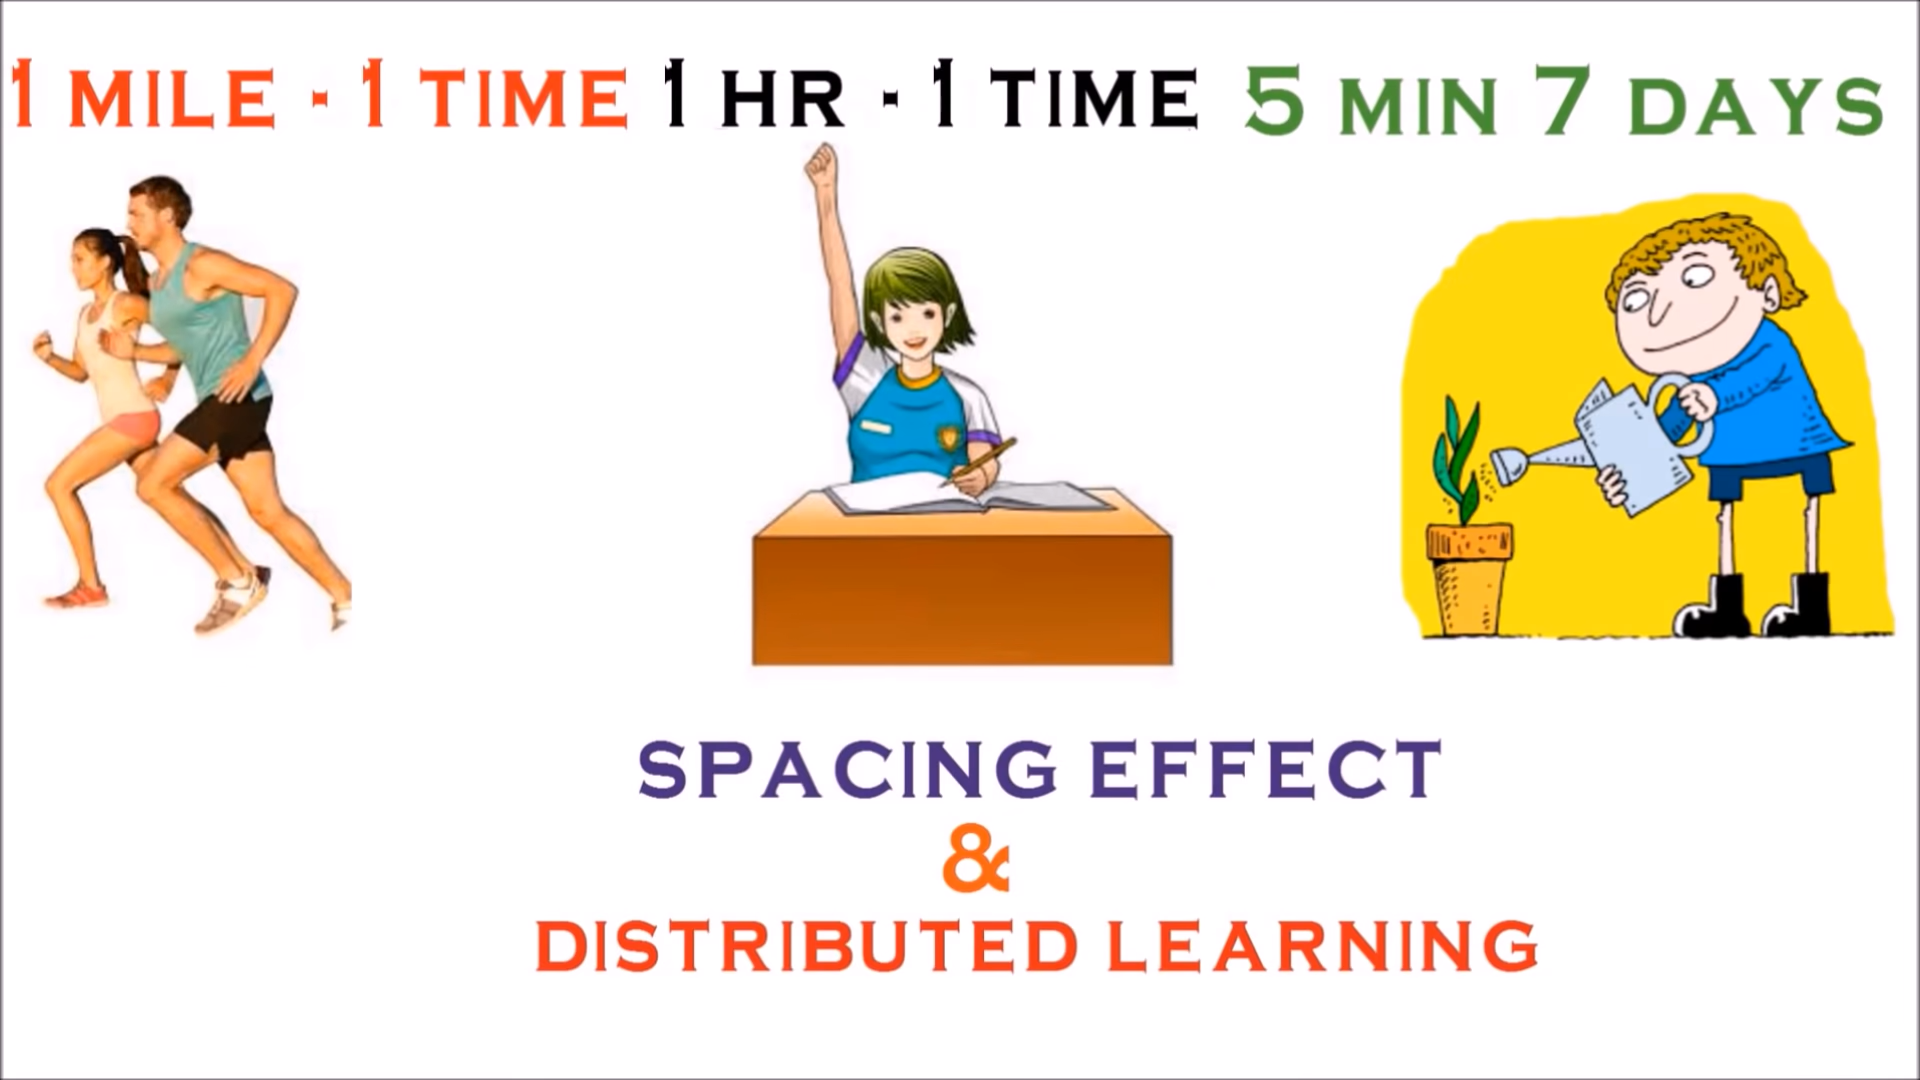 1 MILE - 1 TIME 1 HR - 1 TIME 5 MIN 7 DAYS
SPACING EFFECT
&
DISTRIBUTED LEARNING